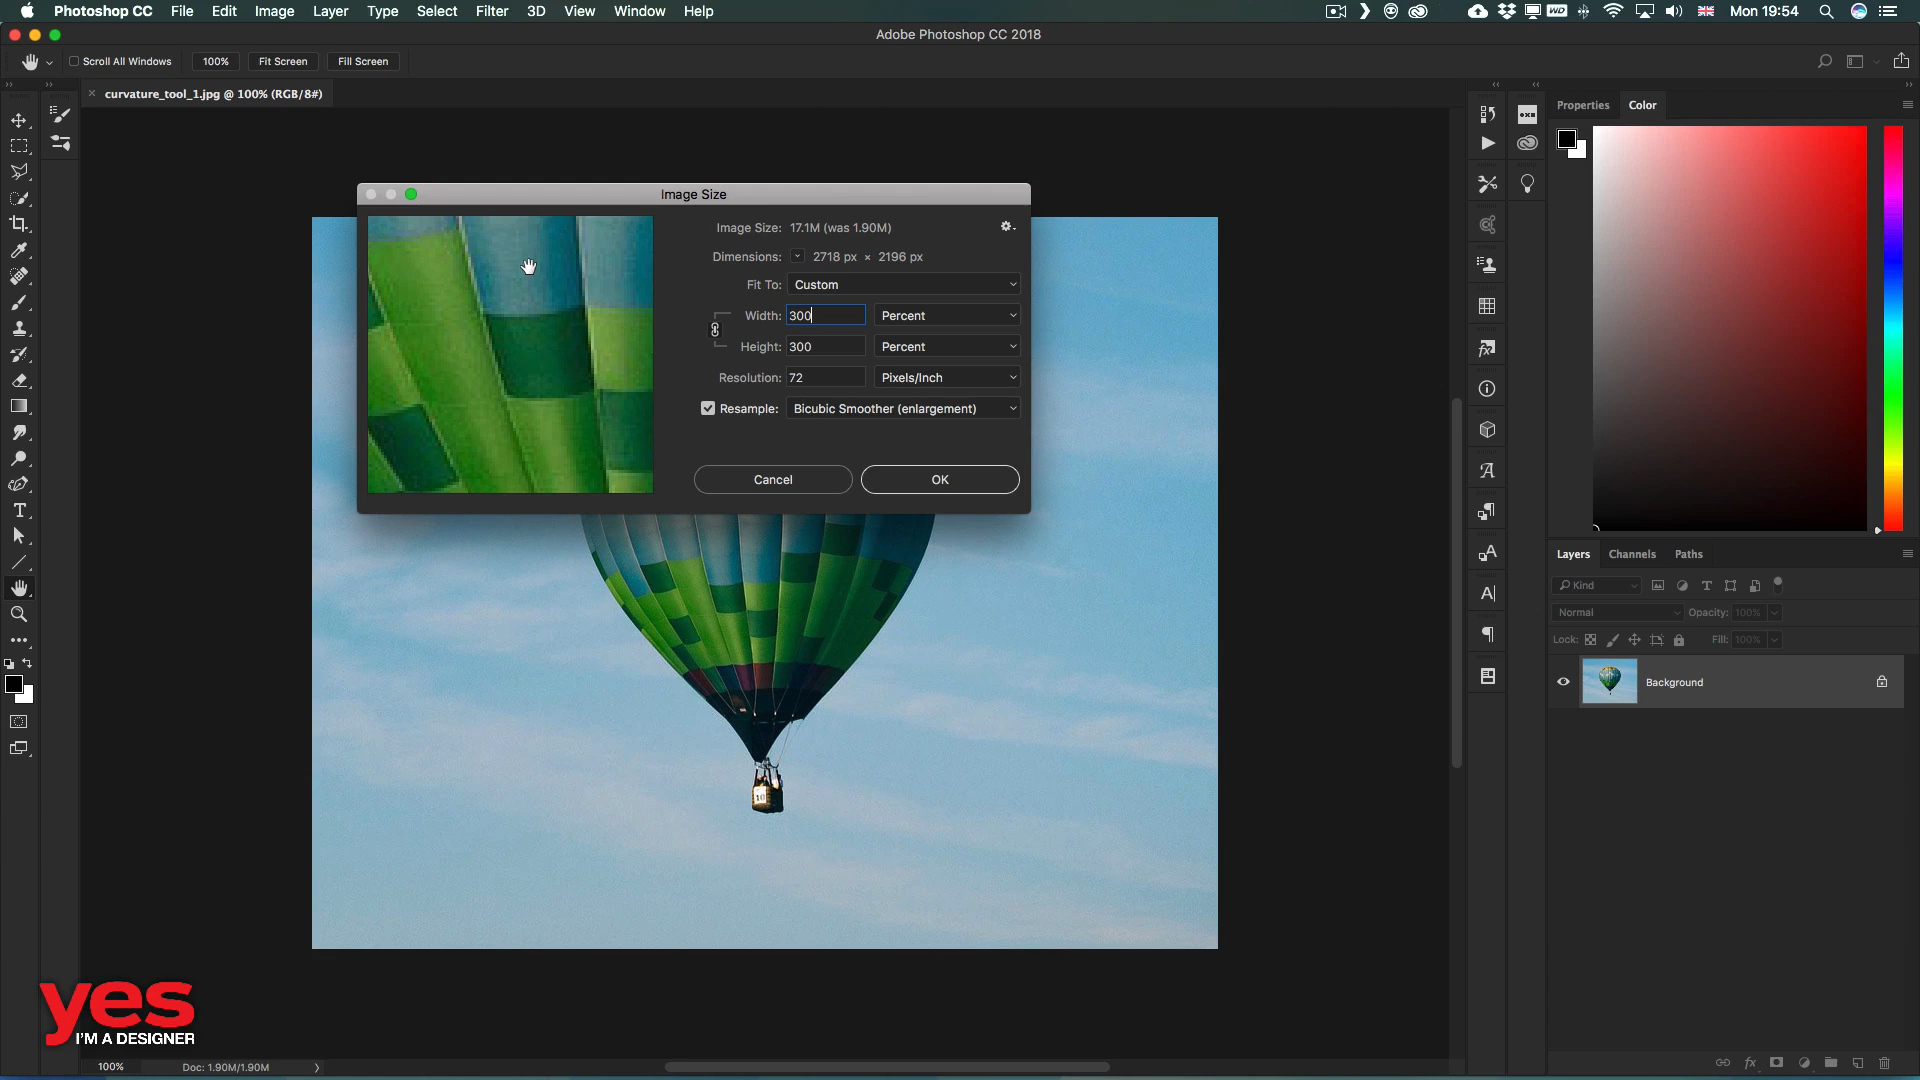 Photoshop CC File Edit Image Layer Type Select Filter 3D View Window Help WD Mon 19:54
Adobe Photoshop CC 2018
Scroll All Windows 100% Fit Screen Fill Screen
curvature_tool_1.jpg @ 100% (RGB/8#)
Properties Color
Image Size
Image Size: 17.1M (was 1.90M)
Dimensions: 2718 px × 2196 px
Fit To: Custom
Width: 300 Percent
Height: 300 Percent
Resolution: 72 Pixels/Inch
Resample: Bicubic Smoother (enlargement)
Cancel OK
Layers Channels Paths
Kind
Normal Opacity: 100%
Lock: Fill: 100%
Background
10
yes
I'M A DESIGNER
100% Doc: 1.90M/1.90M